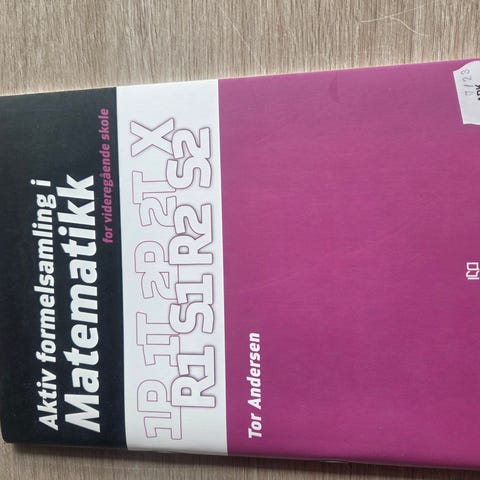 Aktiv formelsamling i
Matematikk
for videregående skole
1P 1T 2P 2T X
R1 S1 R2 S2
Tor Andersen